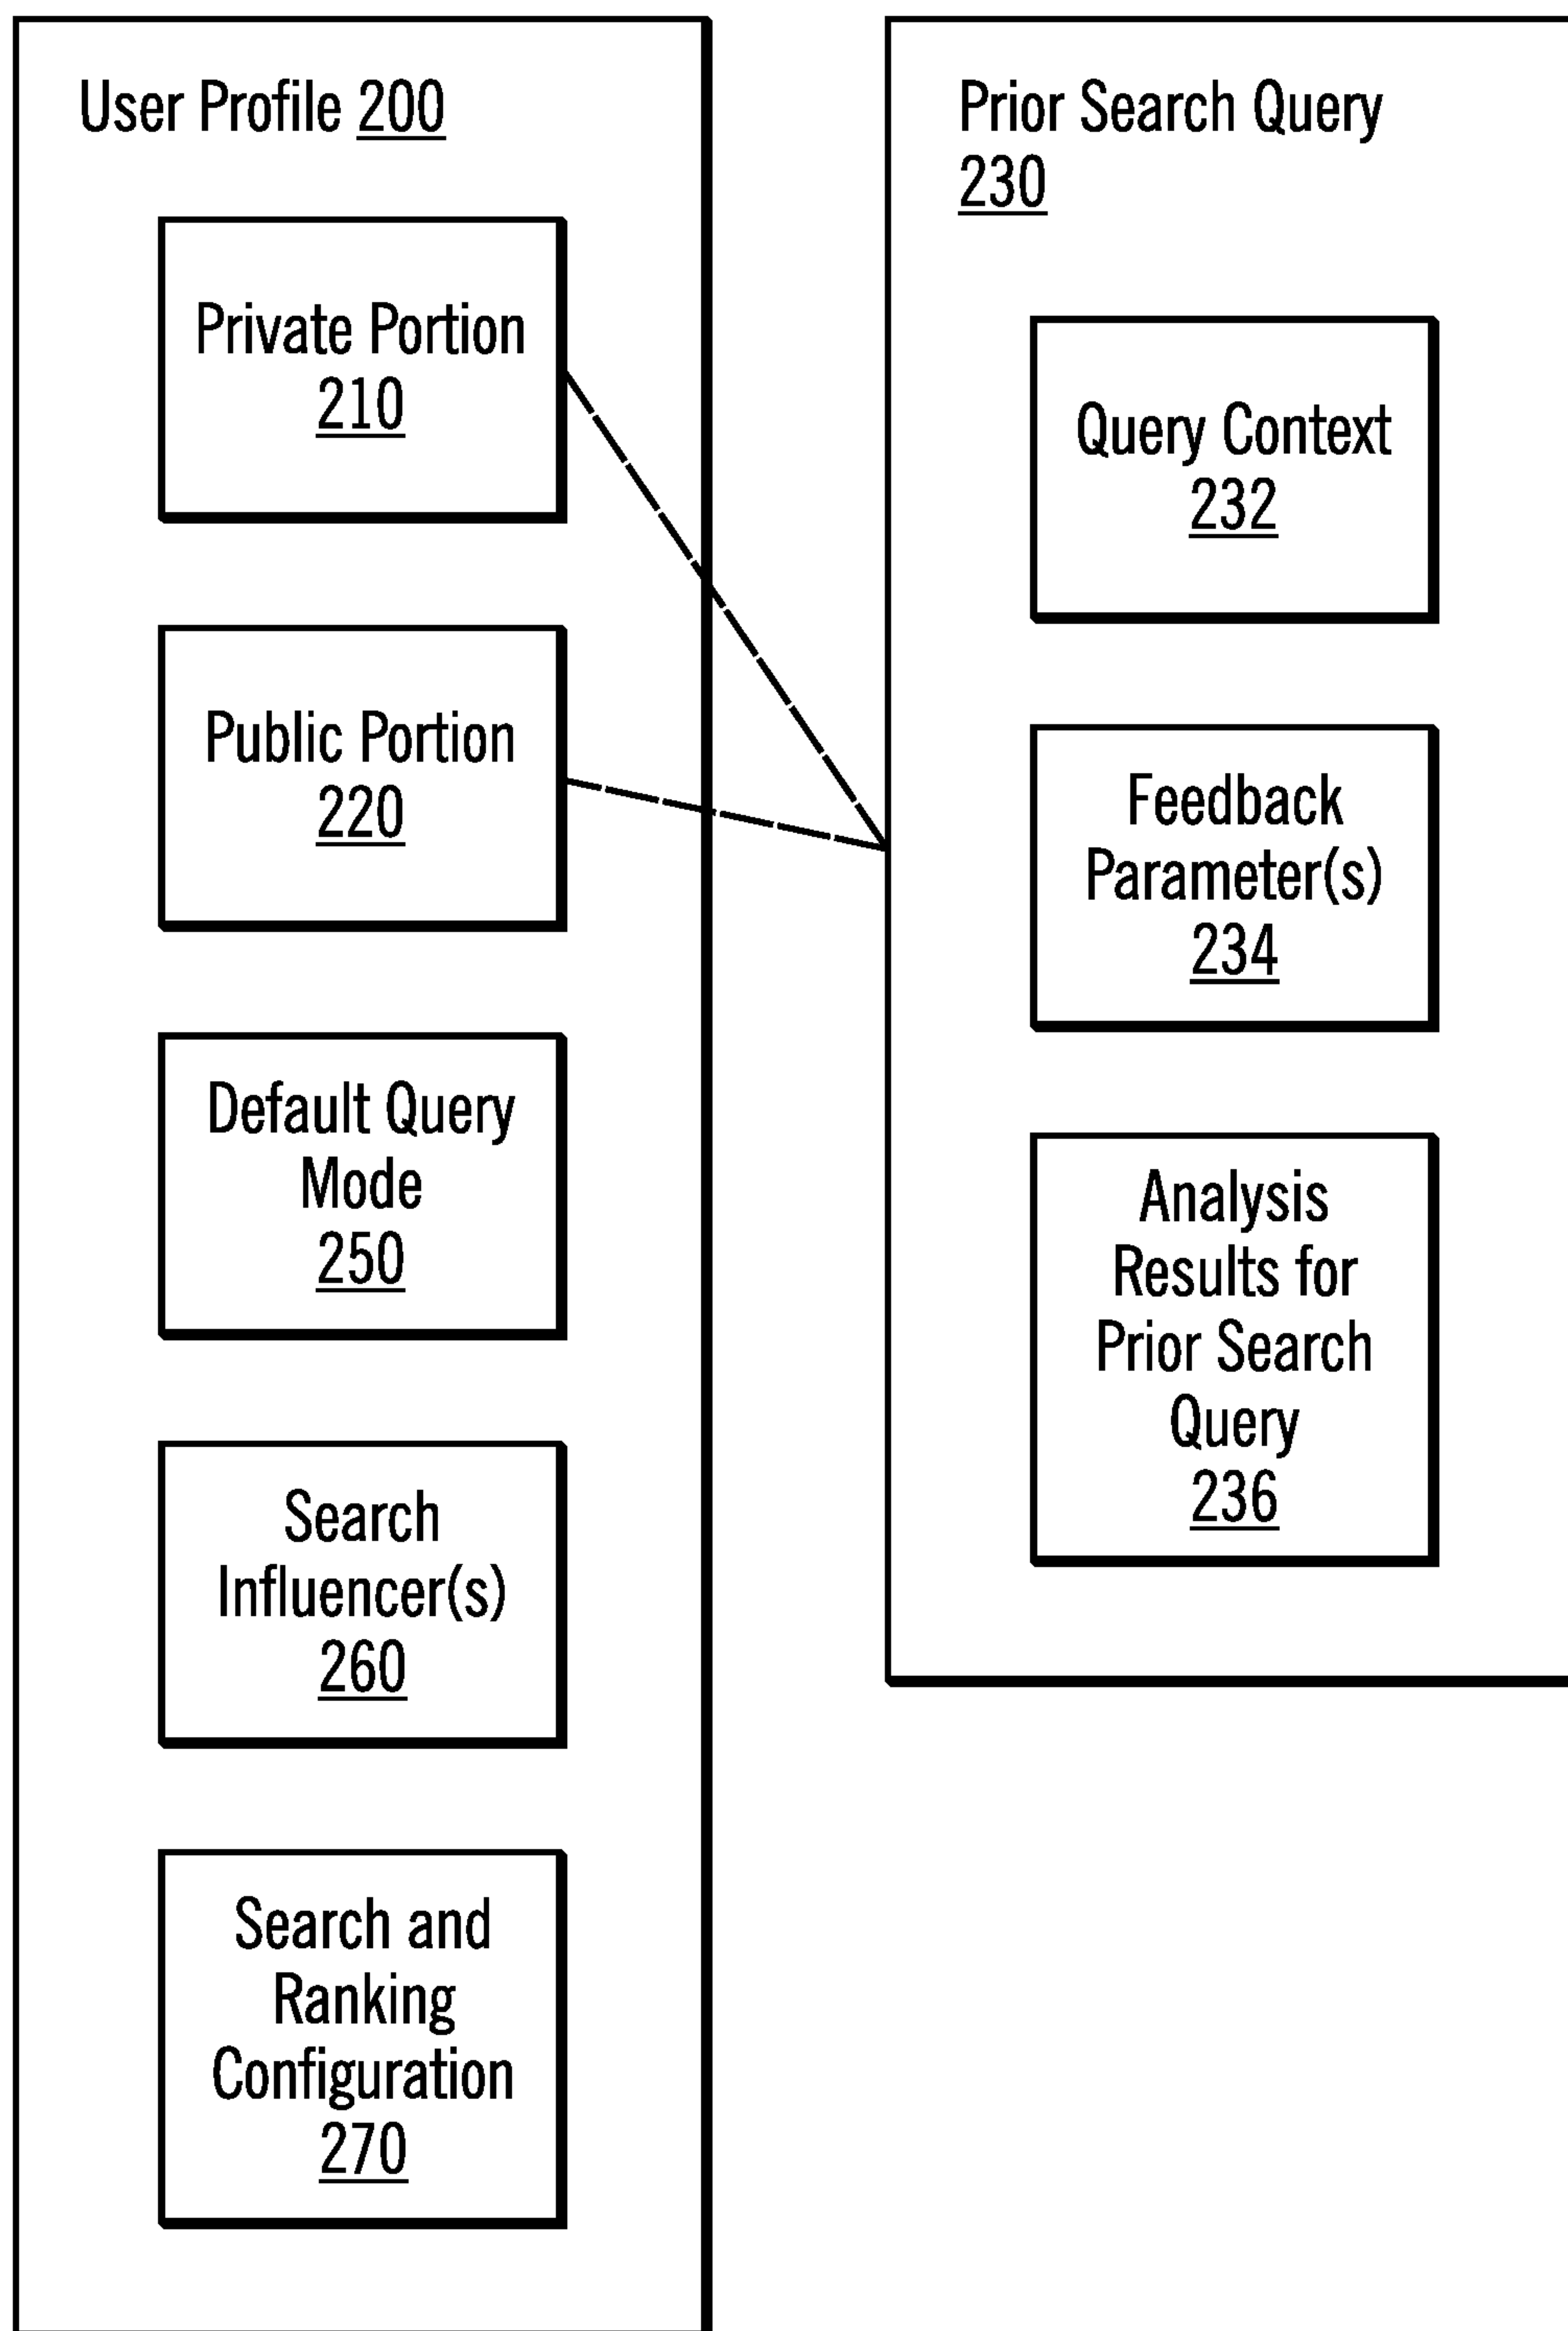 User Profile 200
Private Portion
210
Public Portion
220
Default Query
Mode
250
Search
Influencer(s)
260
Search and
Ranking
Configuration
270
Prior Search Query
230
Query Context
232
Feedback
Parameter(s)
234
Analysis
Results for
Prior Search
Query
236